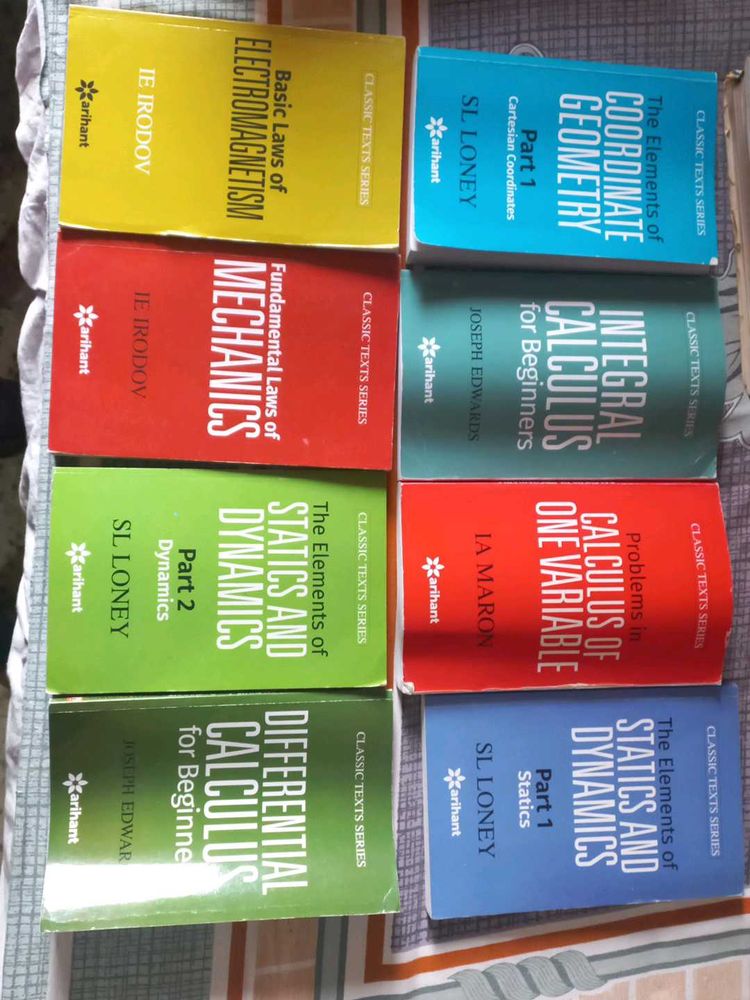 CLASSIC TEXTS SERIES
Basic Laws of
ELECTROMAGNETISM
IE IRODOV
arihant
CLASSIC TEXTS SERIES
Fundamental Laws of
MECHANICS
IE IRODOV
arihant
CLASSIC TEXTS SERIES
The Elements of
STATICS AND
DYNAMICS
Part 2
Dynamics
SL LONEY
arihant
CLASSIC TEXTS SERIES
DIFFERENTIAL
CALCULUS
for Beginne
JOSEPH EDWAR
arihant
CLASSIC TEXTS SERIES
The Elements of
COORDINATE
GEOMETRY
Part 1
Cartesian Coordinates
SL LONEY
arihant
CLASSIC TEXTS SERIES
INTEGRAL
CALCULUS
for Beginners
JOSEPH EDWARDS
arihant
CLASSIC TEXTS SERIES
Problems in
CALCULUS OF
ONE VARIABLE
IA MARON
arihant
CLASSIC TEXTS SERIES
The Elements of
STATICS AND
DYNAMICS
Part 1
Statics
SL LONEY
arihant